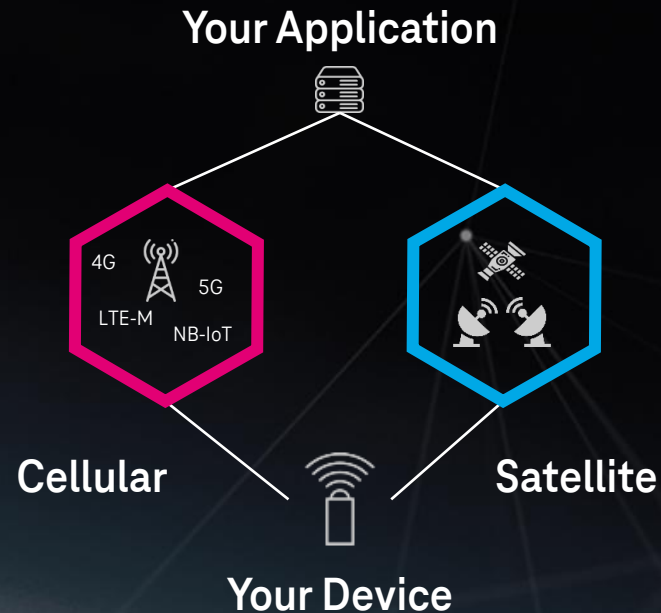 Your Application
4G
5G
LTE-M
NB-IoT
Cellular
Satellite
Your Device